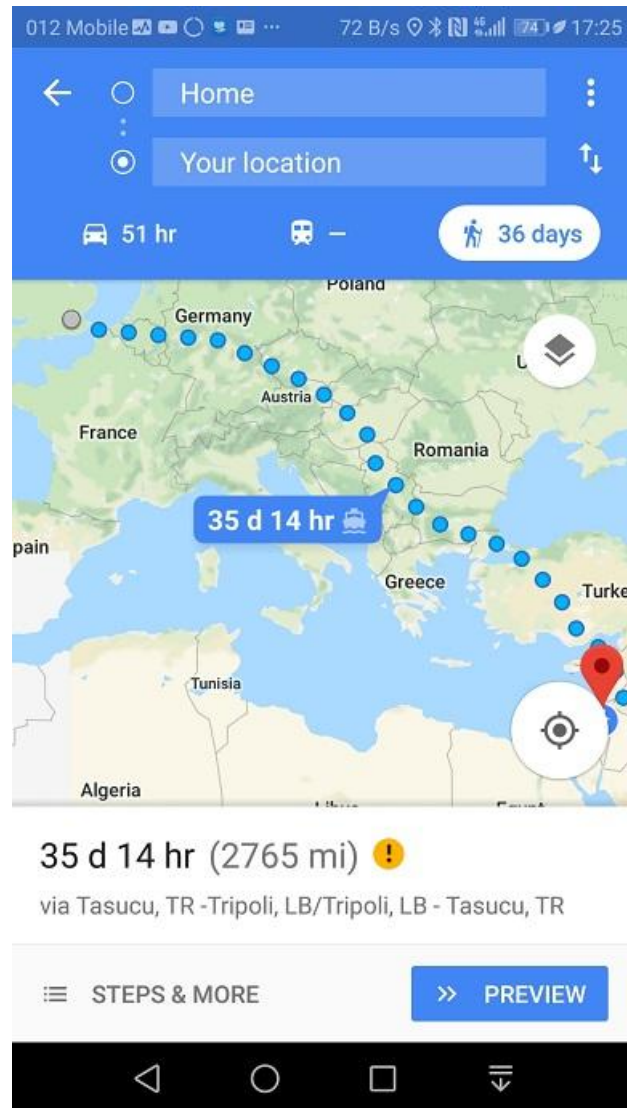 012 Mobile ··· 72 B/s 4G 74 17:25
Home
Your location
51 hr – 36 days
Poland
Germany
U
Austria
France
Romania
35 d 14 hr
pain
Greece
Turke
Tunisia
Algeria
35 d 14 hr (2765 mi) !
via Tasucu, TR -Tripoli, LB/Tripoli, LB - Tasucu, TR
STEPS & MORE PREVIEW